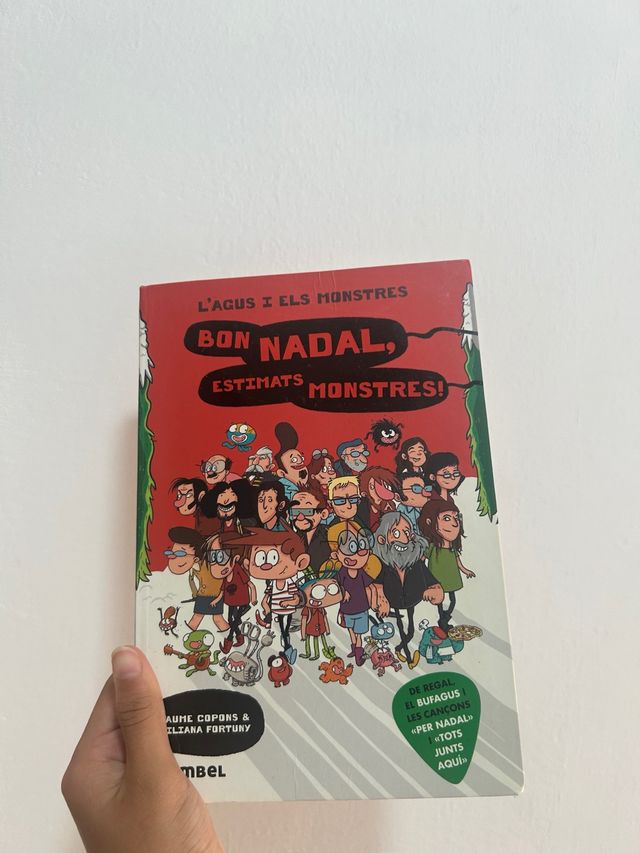 L'AGUS I ELS MONSTRES
BON NADAL,
ESTIMATS MONSTRES!
DE REGAL,
EL BUFAGUS I
LES CANÇONS
«PER NADAL»
I «TOTS
JUNTS
AQUÍ»
COPONS &
FORTUNY